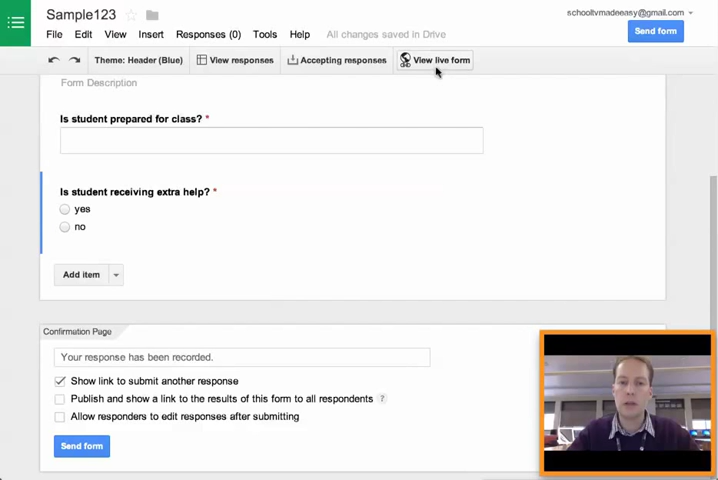 Sample123
schooltvmadeeasy@gmail.com
File Edit View Insert Responses (0) Tools Help All changes saved in Drive
Send form
Theme: Header (Blue) View responses Accepting responses View live form
Form Description
Is student prepared for class? *
Is student receiving extra help? *
yes
no
Add item
Confirmation Page
Your response has been recorded.
Show link to submit another response
Publish and show a link to the results of this form to all respondents ?
Allow responders to edit responses after submitting
Send form